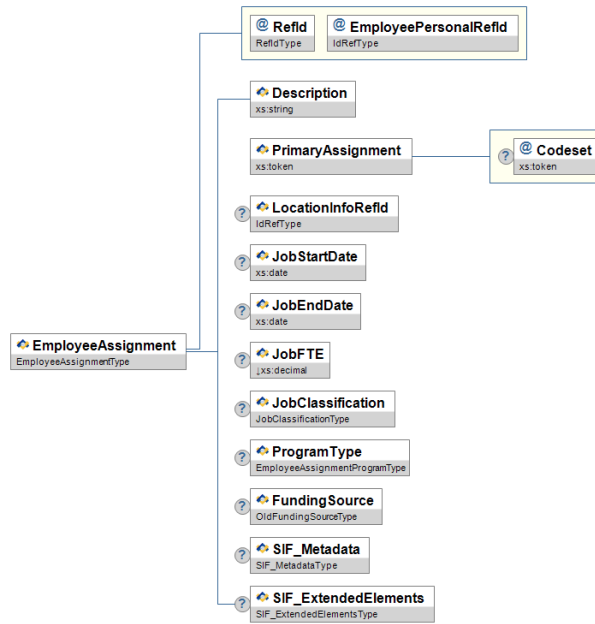 @ RefId @ EmployeePersonalRefId
RefIdType IdRefType
Description
xs:string
PrimaryAssignment ? @ Codeset
xs:token xs:token
? LocationInfoRefId
IdRefType
? JobStartDate
xs:date
? JobEndDate
xs:date
EmployeeAssignment
EmployeeAssignmentType
? JobFTE
↓xs:decimal
? JobClassification
JobClassificationType
? ProgramType
EmployeeAssignmentProgramType
? FundingSource
OldFundingSourceType
? SIF_Metadata
SIF_MetadataType
? SIF_ExtendedElements
SIF_ExtendedElementsType